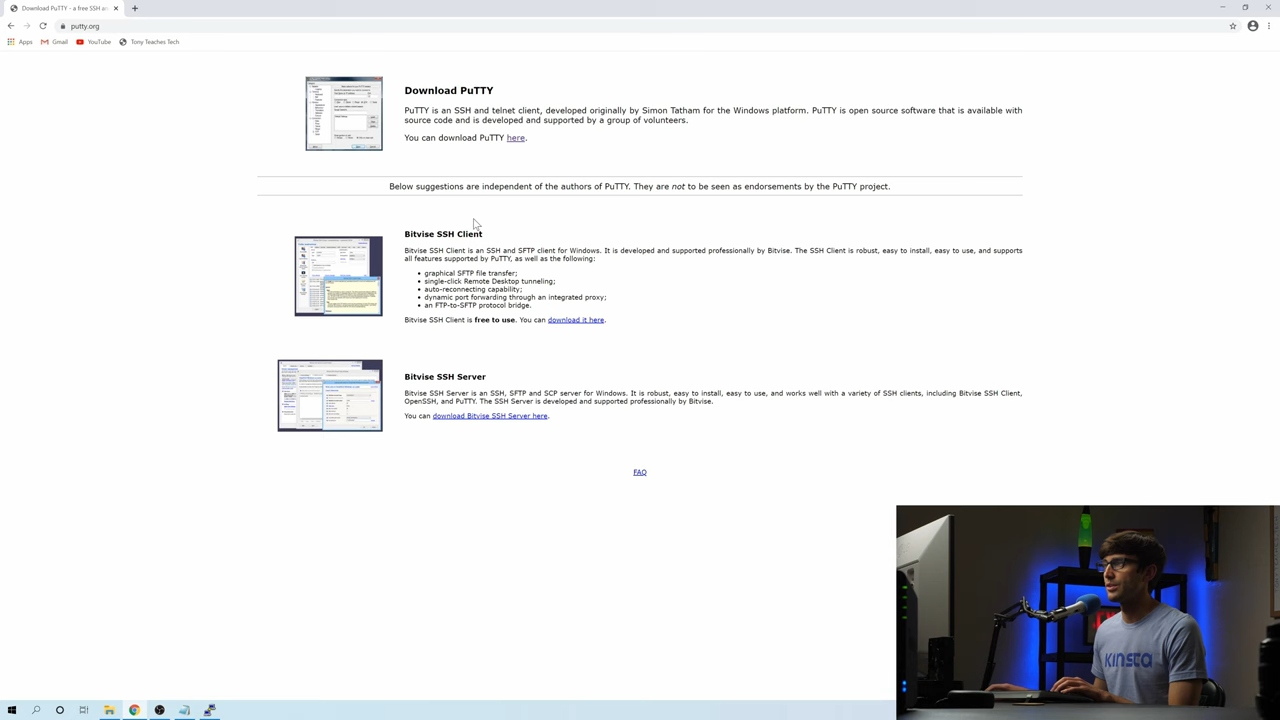 Download PuTTY - a free SSH an
putty.org
Apps
Gmail
YouTube
Tony Teaches Tech
Download PuTTY
PuTTY is an SSH and telnet client, developed originally by Simon Tatham for the Windows platform. PuTTY is open source software that is available with
source code and is developed and supported by a group of volunteers.
You can download PuTTY here.
Below suggestions are independent of the authors of PuTTY. They are not to be seen as endorsements by the PuTTY project.
Bitvise SSH Client
Bitvise SSH Client is an SSH and SFTP client for Windows. It is developed and supported professionally by Bitvise. The SSH Client is robust, easy to install, easy to use, and supports
all features supported by PuTTY, as well as the following:
• graphical SFTP file transfer;
• single-click Remote Desktop tunneling;
• auto-reconnecting capability;
• dynamic port forwarding through an integrated proxy;
• an FTP-to-SFTP protocol bridge.
Bitvise SSH Client is free to use. You can download it here.
Bitvise SSH Server
Bitvise SSH Server is an SSH, SFTP and SCP server for Windows. It is robust, easy to install, easy to use, and works well with a variety of SSH clients, including Bitvise SSH Client,
OpenSSH, and PuTTY. The SSH Server is developed and supported professionally by Bitvise.
You can download Bitvise SSH Server here.
FAQ
KINSTA